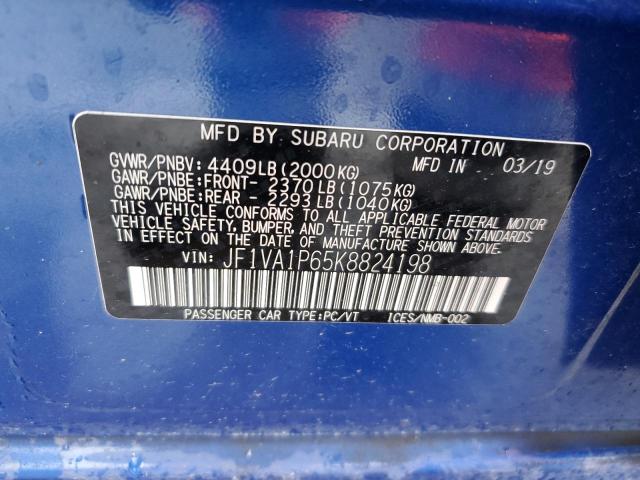 MFD BY SUBARU CORPORATION
GVWR/PNBV: 4409LB(2000KG) MFD IN 03/19
GAWR/PNBE:FRONT- 2370LB(1075KG)
GAWR/PNBE:REAR - 2293LB(1040KG)
THIS VEHICLE CONFORMS TO ALL APPLICABLE FEDERAL MOTOR
VEHICLE SAFETY, BUMPER, AND THEFT PREVENTION STANDARDS
IN EFFECT ON THE DATE OF MANUFACTURE SHOWN ABOVE.
VIN: JF1VA1P65K8824198
PASSENGER CAR TYPE:PC/VT ICES/NMB-002